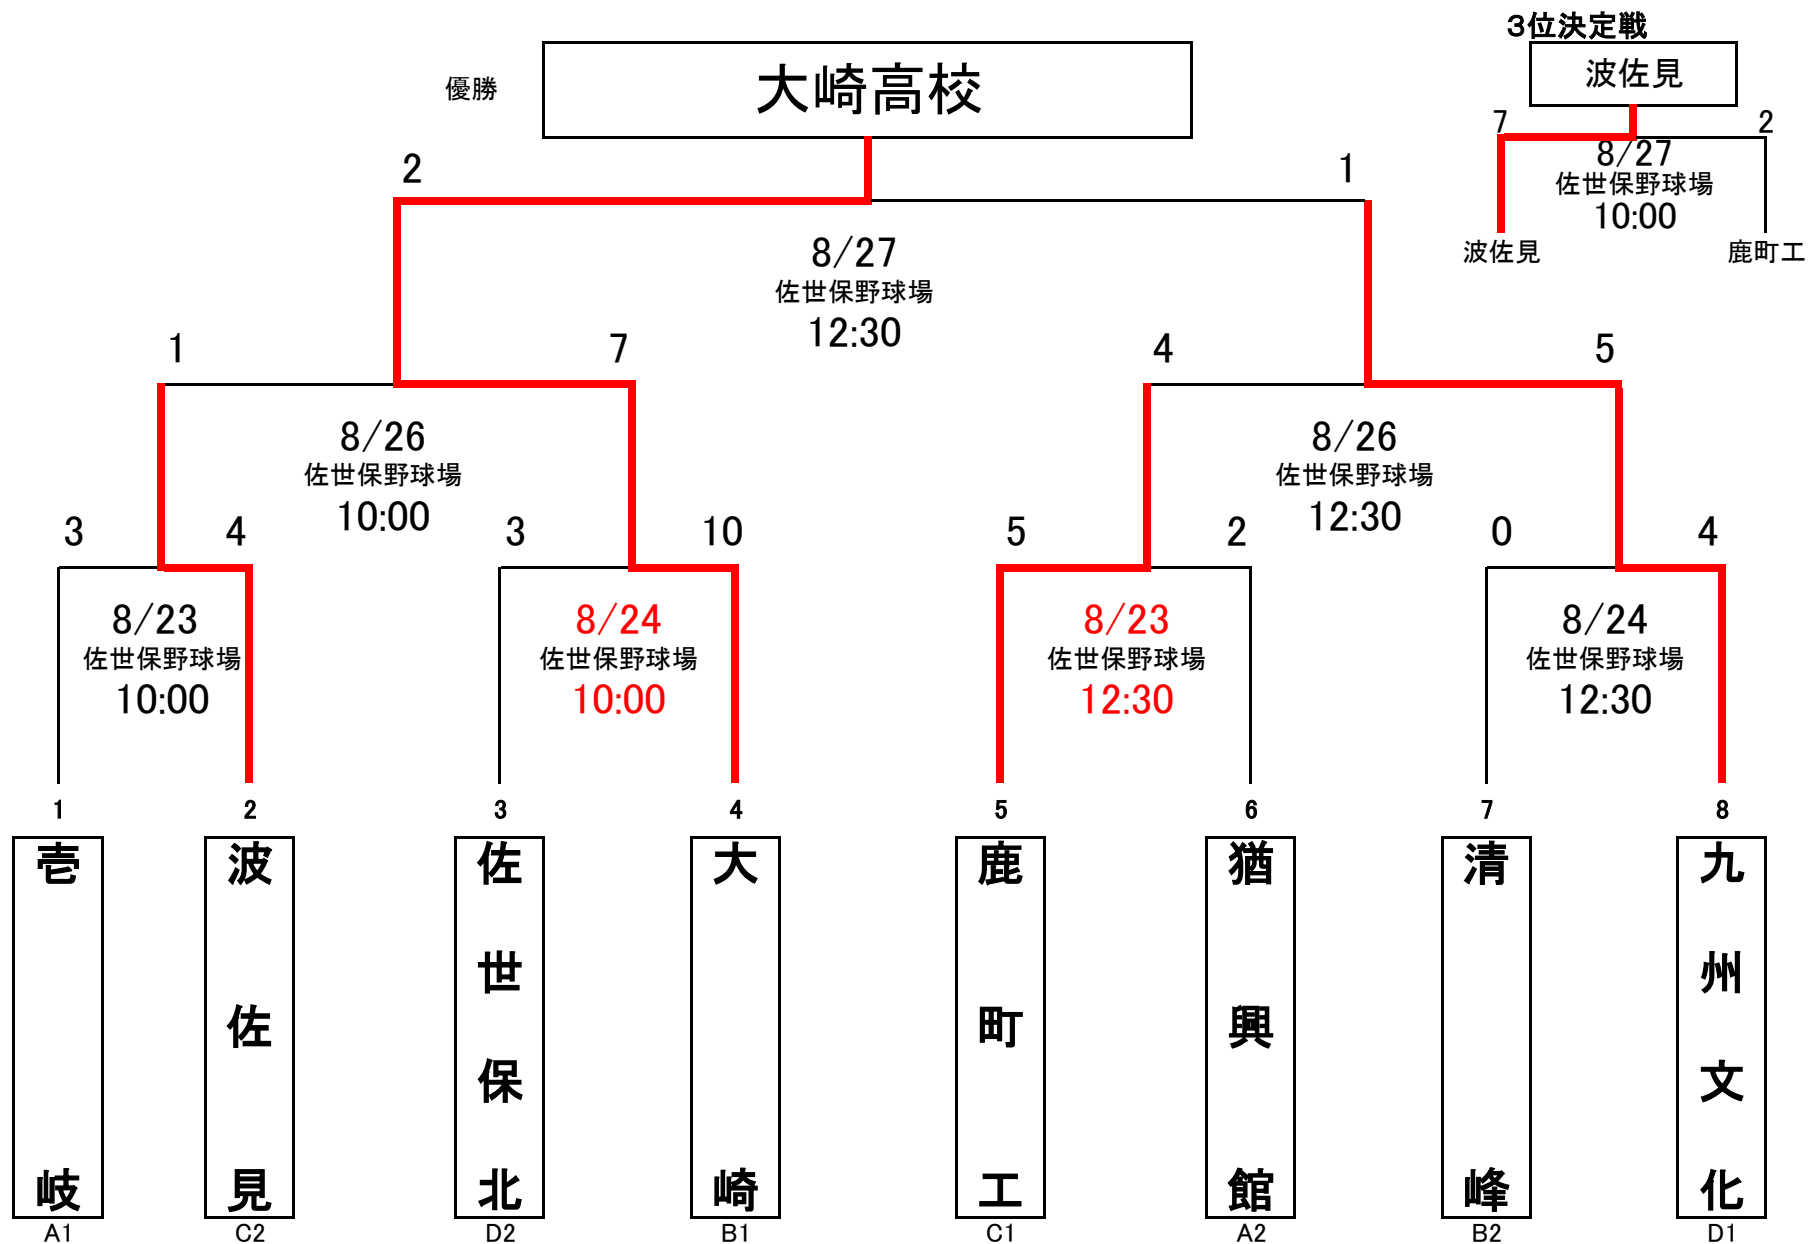 3位決定戦
優勝
大崎高校
波佐見
7
2
8/27
佐世保野球場
10:00
波佐見
鹿町工
2
1
8/27
佐世保野球場
12:30
1
7
4
5
8/26
佐世保野球場
10:00
8/26
佐世保野球場
12:30
3
4
3
10
5
2
0
4
8/23
佐世保野球場
10:00
8/24
佐世保野球場
10:00
8/23
佐世保野球場
12:30
8/24
佐世保野球場
12:30
1
2
3
4
5
6
7
8
壱岐
波佐見
佐世保北
大崎
鹿町工
猶興館
清峰
九州文化
A1
C2
D2
B1
C1
A2
B2
D1